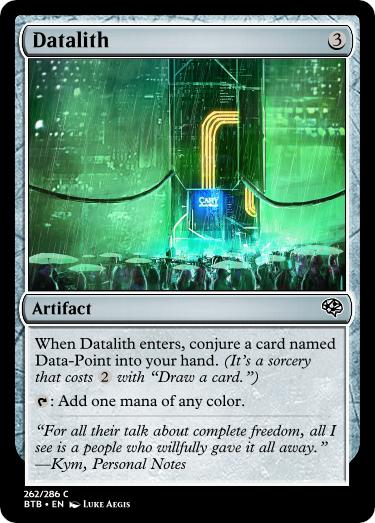 Datalith 3
CARY
Artifact
When Datalith enters, conjure a card named
Data-Point into your hand. (It's a sorcery
that costs 2 with “Draw a card.”)
: Add one mana of any color.
“For all their talk about complete freedom, all I
see is a people who willfully gave it all away.”
—Kym, Personal Notes
262/286 C
BTB • EN Luke Aegis